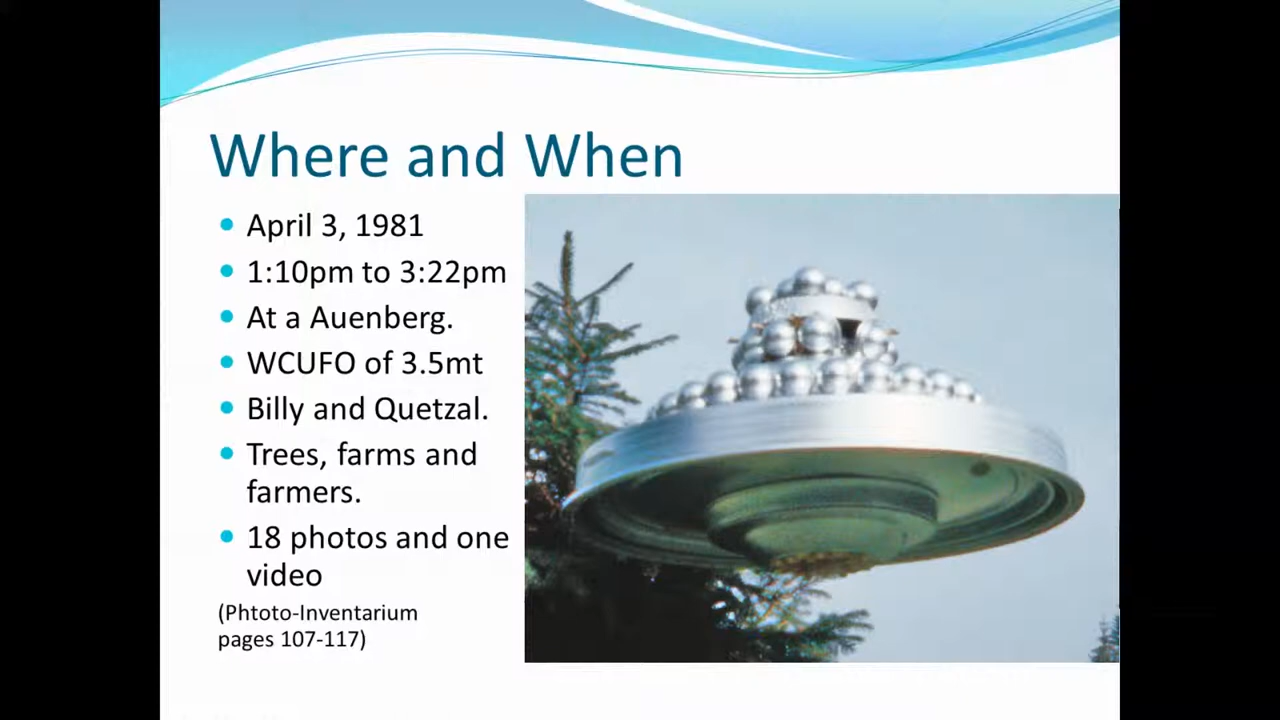 Where and When
April 3, 1981
1:10pm to 3:22pm
At a Auenberg.
WCUFO of 3.5mt
Billy and Quetzal.
Trees, farms and
farmers.
18 photos and one
video
(Phtoto-Inventarium
pages 107-117)